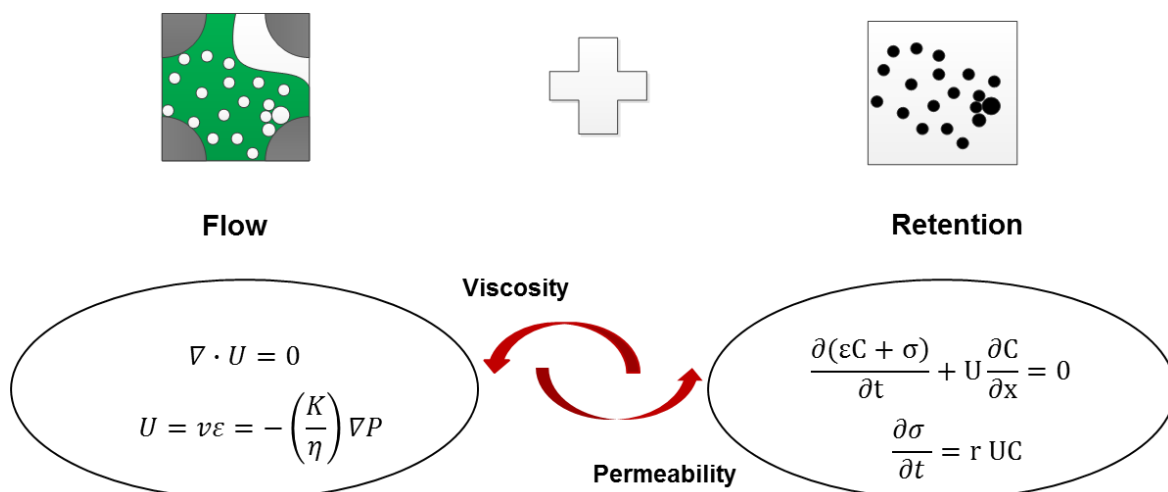 Flow
Retention
Viscosity
∇ · U = 0
U = vε = −(K/η) ∇P
∂(εC + σ)/∂t + U ∂C/∂x = 0
∂σ/∂t = r UC
Permeability